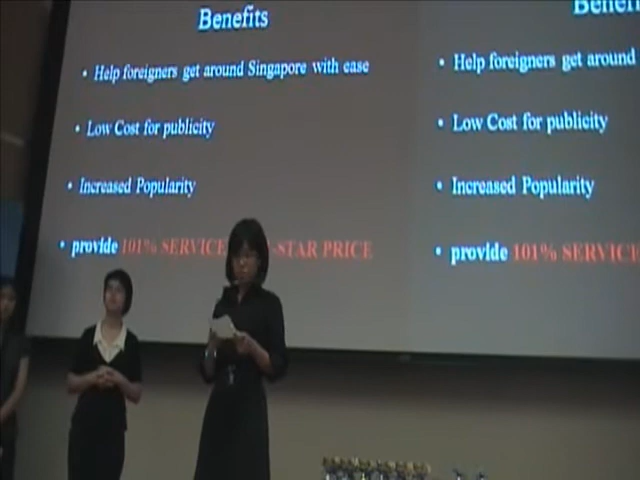 Benefits
• Help foreigners get around Singapore with ease
• Low Cost for publicity
• Increased Popularity
• provide 101% SERVICE -STAR PRICE
Benefi
• Help foreigners get around
• Low Cost for publicity
• Increased Popularity
• provide 101% SERVICE